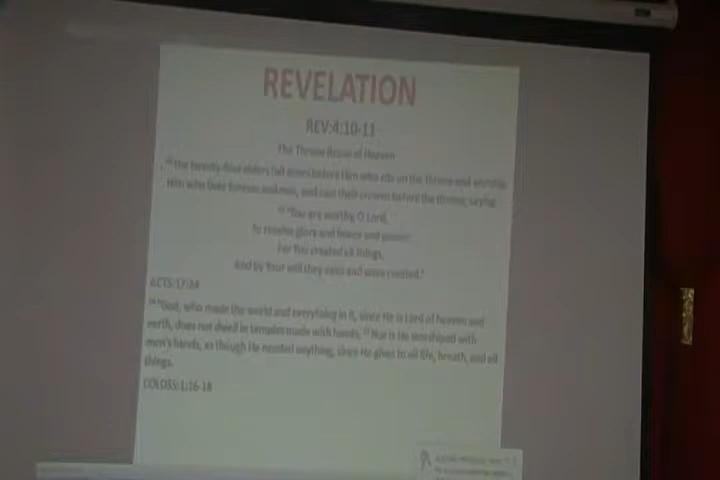 REVELATION
REV:4:10-11
The Throne Room of Heaven
the twenty-four elders fall down before Him who sits on the throne and worship
Him who lives forever and ever, and cast their crowns before the throne, saying:
"You are worthy, O Lord,
To receive glory and honor and power;
For You created all things,
And by Your will they exist and were created."
ACTS:17:24
"God, who made the world and everything in it, since He is Lord of heaven and
earth, does not dwell in temples made with hands. Nor is He worshiped with
men's hands, as though He needed anything, since He gives to all life, breath, and all
things.
COLOSS:1:16-18